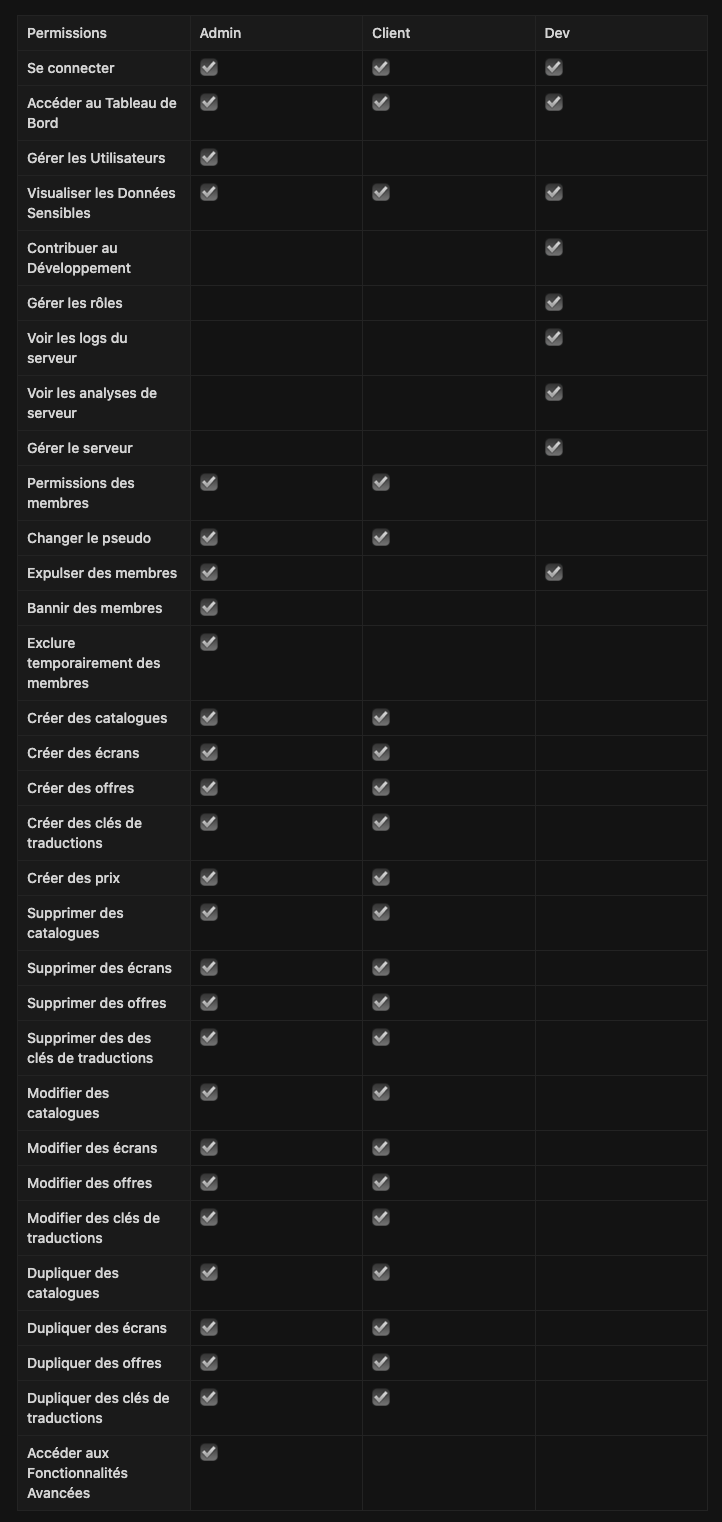 Permissions Admin Client Dev
Se connecter
Accéder au Tableau de
Bord
Gérer les Utilisateurs
Visualiser les Données
Sensibles
Contribuer au
Développement
Gérer les rôles
Voir les logs du
serveur
Voir les analyses de
serveur
Gérer le serveur
Permissions des
membres
Changer le pseudo
Expulser des membres
Bannir des membres
Exclure
temporairement des
membres
Créer des catalogues
Créer des écrans
Créer des offres
Créer des clés de
traductions
Créer des prix
Supprimer des
catalogues
Supprimer des écrans
Supprimer des offres
Supprimer des des
clés de traductions
Modifier des
catalogues
Modifier des écrans
Modifier des offres
Modifier des clés de
traductions
Dupliquer des
catalogues
Dupliquer des écrans
Dupliquer des offres
Dupliquer des clés de
traductions
Accéder aux
Fonctionnalités
Avancées